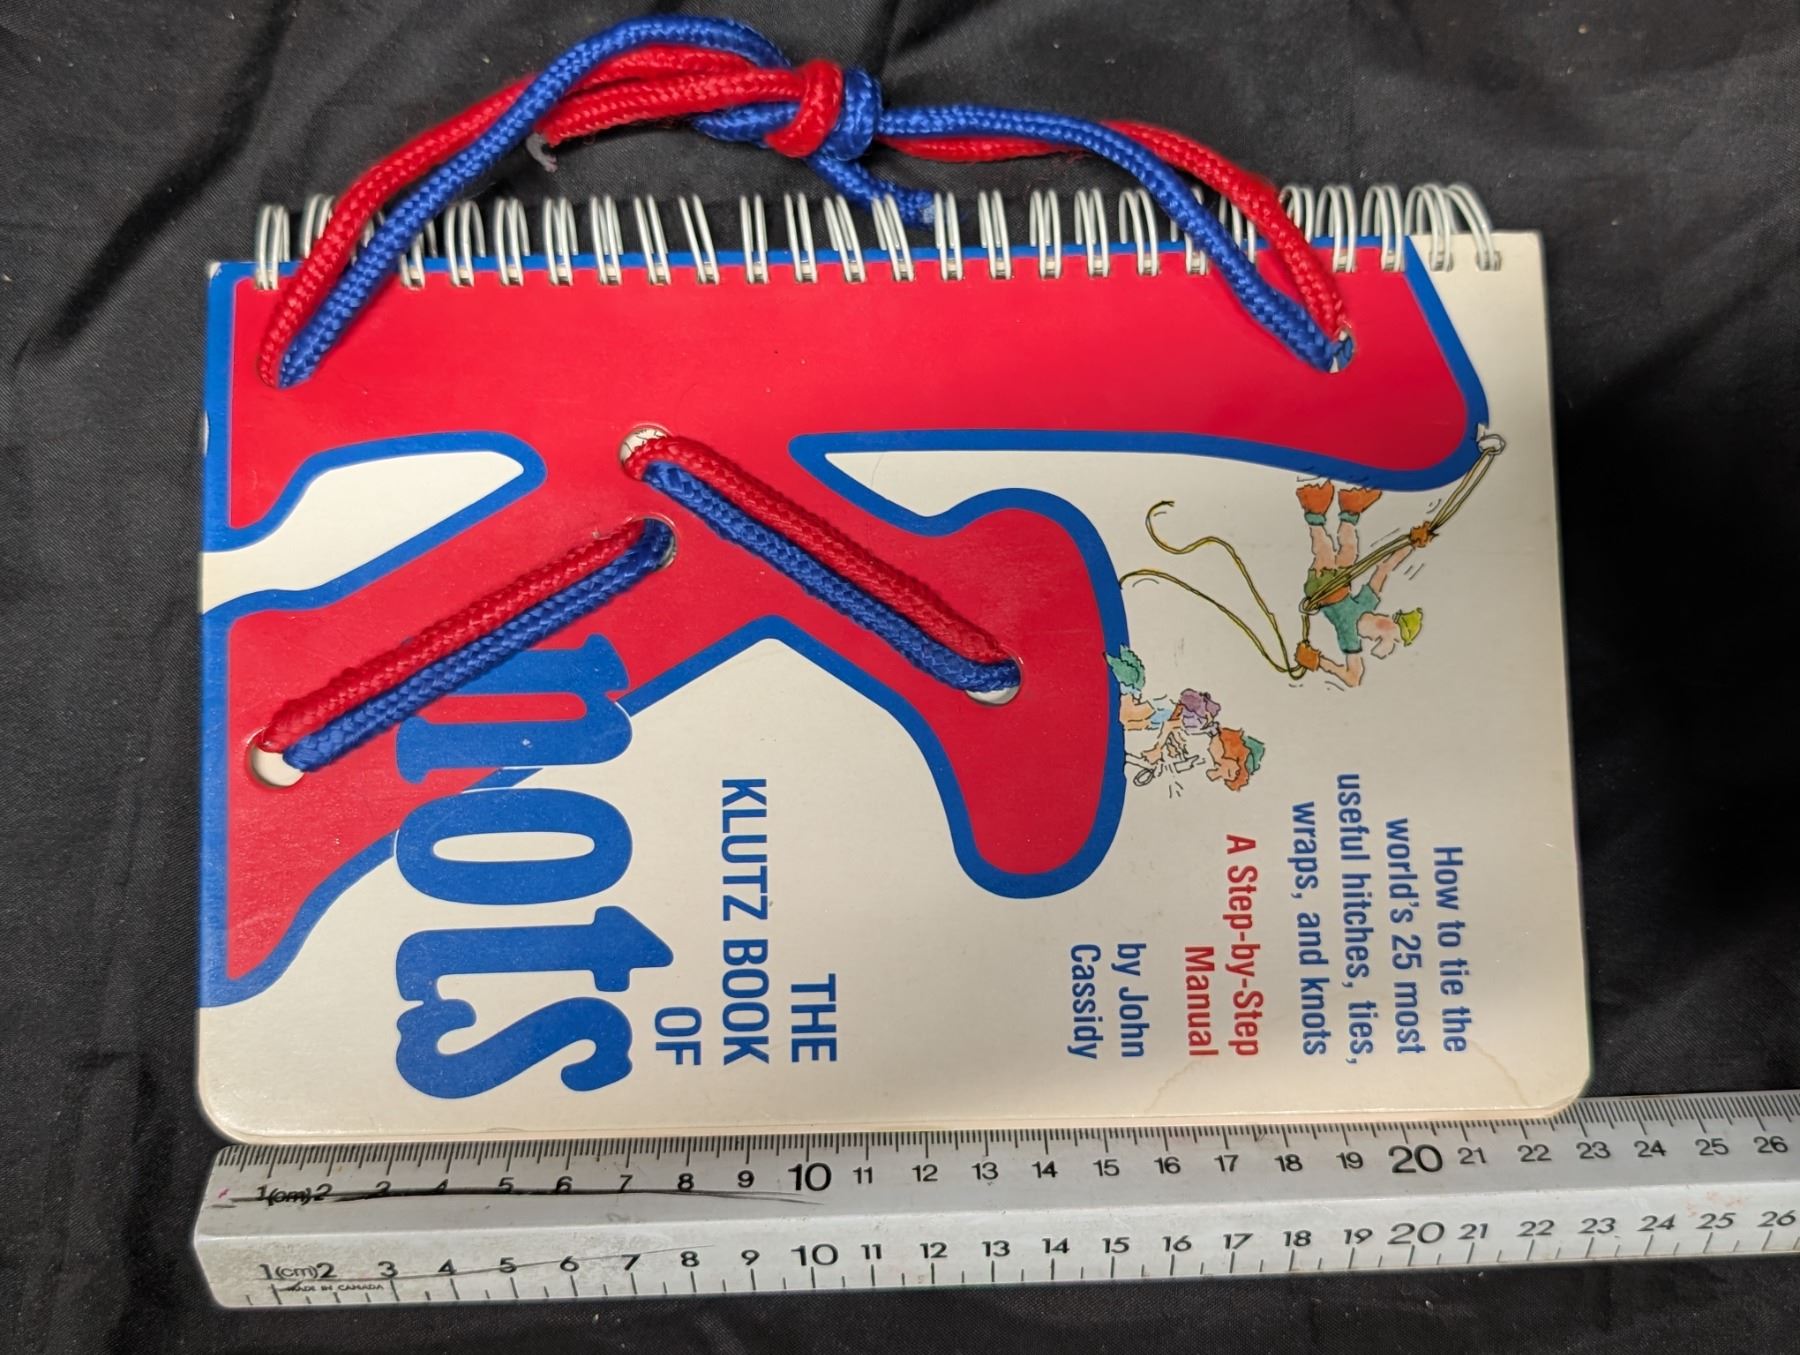 How to tie the
world's 25 most
useful hitches, ties,
wraps, and knots
A Step-by-Step
Manual
by John
Cassidy
THE
KLUTZ BOOK
OF
Knots
1(cm)2 3 4 5 6 7 8 9 10 11 12 13 14 15 16 17 18 19 20 21 22 23 24 25 26
1(cm)2 3 4 5 6 7 8 9 10 11 12 13 14 15 16 17 18 19 20 21 22 23 24 25 26
MADE IN CANADA